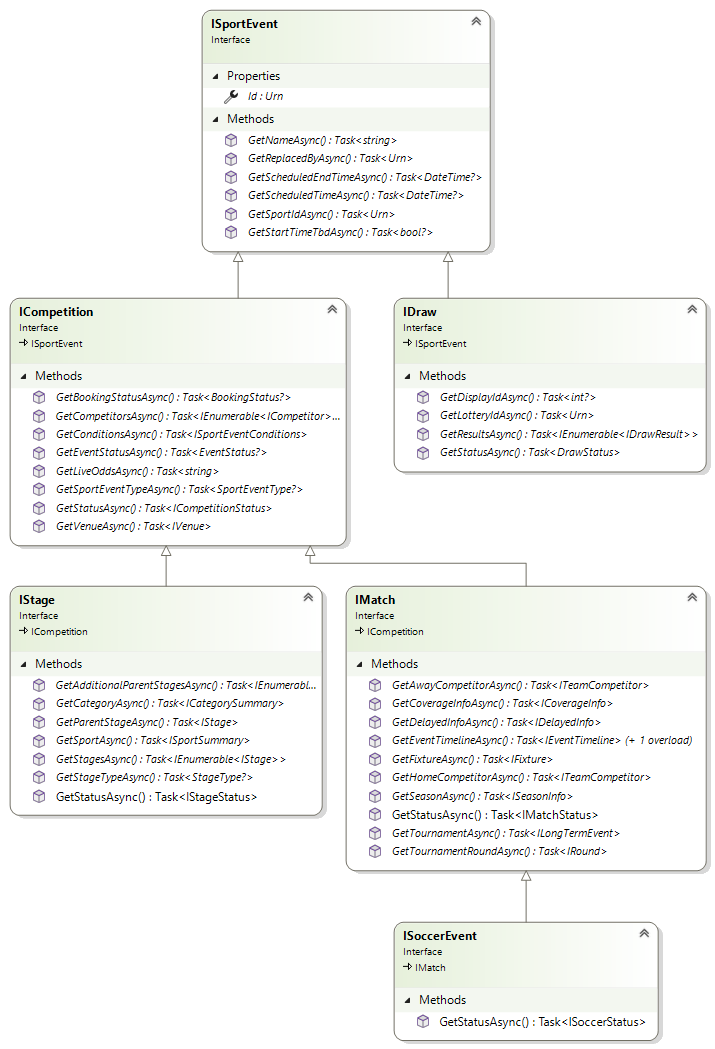 ISportEvent
Interface
Properties
Id : Urn
Methods
GetNameAsync() : Task<string>
GetReplacedByAsync() : Task<Urn>
GetScheduledEndTimeAsync() : Task<DateTime?>
GetScheduledTimeAsync() : Task<DateTime?>
GetSportIdAsync() : Task<Urn>
GetStartTimeTbdAsync() : Task<bool?>
ICompetition
Interface
ISportEvent
Methods
GetBookingStatusAsync() : Task<BookingStatus?>
GetCompetitorsAsync() : Task<IEnumerable<ICompetitor>...
GetConditionsAsync() : Task<ISportEventConditions>
GetEventStatusAsync() : Task<EventStatus?>
GetLiveOddsAsync() : Task<string>
GetSportEventTypeAsync() : Task<SportEventType?>
GetStatusAsync() : Task<ICompetitionStatus>
GetVenueAsync() : Task<IVenue>
IDraw
Interface
ISportEvent
Methods
GetDisplayIdAsync() : Task<int?>
GetLotteryIdAsync() : Task<Urn>
GetResultsAsync() : Task<IEnumerable<IDrawResult>>
GetStatusAsync() : Task<DrawStatus>
IStage
Interface
ICompetition
Methods
GetAdditionalParentStagesAsync() : Task<IEnumerabl...
GetCategoryAsync() : Task<ICategorySummary>
GetParentStageAsync() : Task<IStage>
GetSportAsync() : Task<ISportSummary>
GetStagesAsync() : Task<IEnumerable<IStage>>
GetStageTypeAsync() : Task<StageType?>
GetStatusAsync() : Task<IStageStatus>
IMatch
Interface
ICompetition
Methods
GetAwayCompetitorAsync() : Task<ITeamCompetitor>
GetCoverageInfoAsync() : Task<ICoverageInfo>
GetDelayedInfoAsync() : Task<IDelayedInfo>
GetEventTimelineAsync() : Task<IEventTimeline> (+ 1 overload)
GetFixtureAsync() : Task<IFixture>
GetHomeCompetitorAsync() : Task<ITeamCompetitor>
GetSeasonAsync() : Task<ISeasonInfo>
GetStatusAsync() : Task<IMatchStatus>
GetTournamentAsync() : Task<ILongTermEvent>
GetTournamentRoundAsync() : Task<IRound>
ISoccerEvent
Interface
IMatch
Methods
GetStatusAsync() : Task<ISoccerStatus>